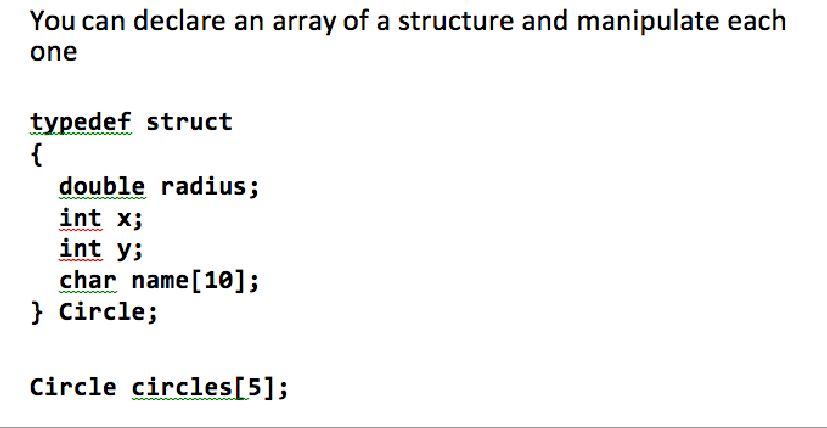 You can declare an array of a structure and manipulate each
one
typedef struct
{
  double radius;
  int x;
  int y;
  char name[10];
} Circle;
Circle circles[5];